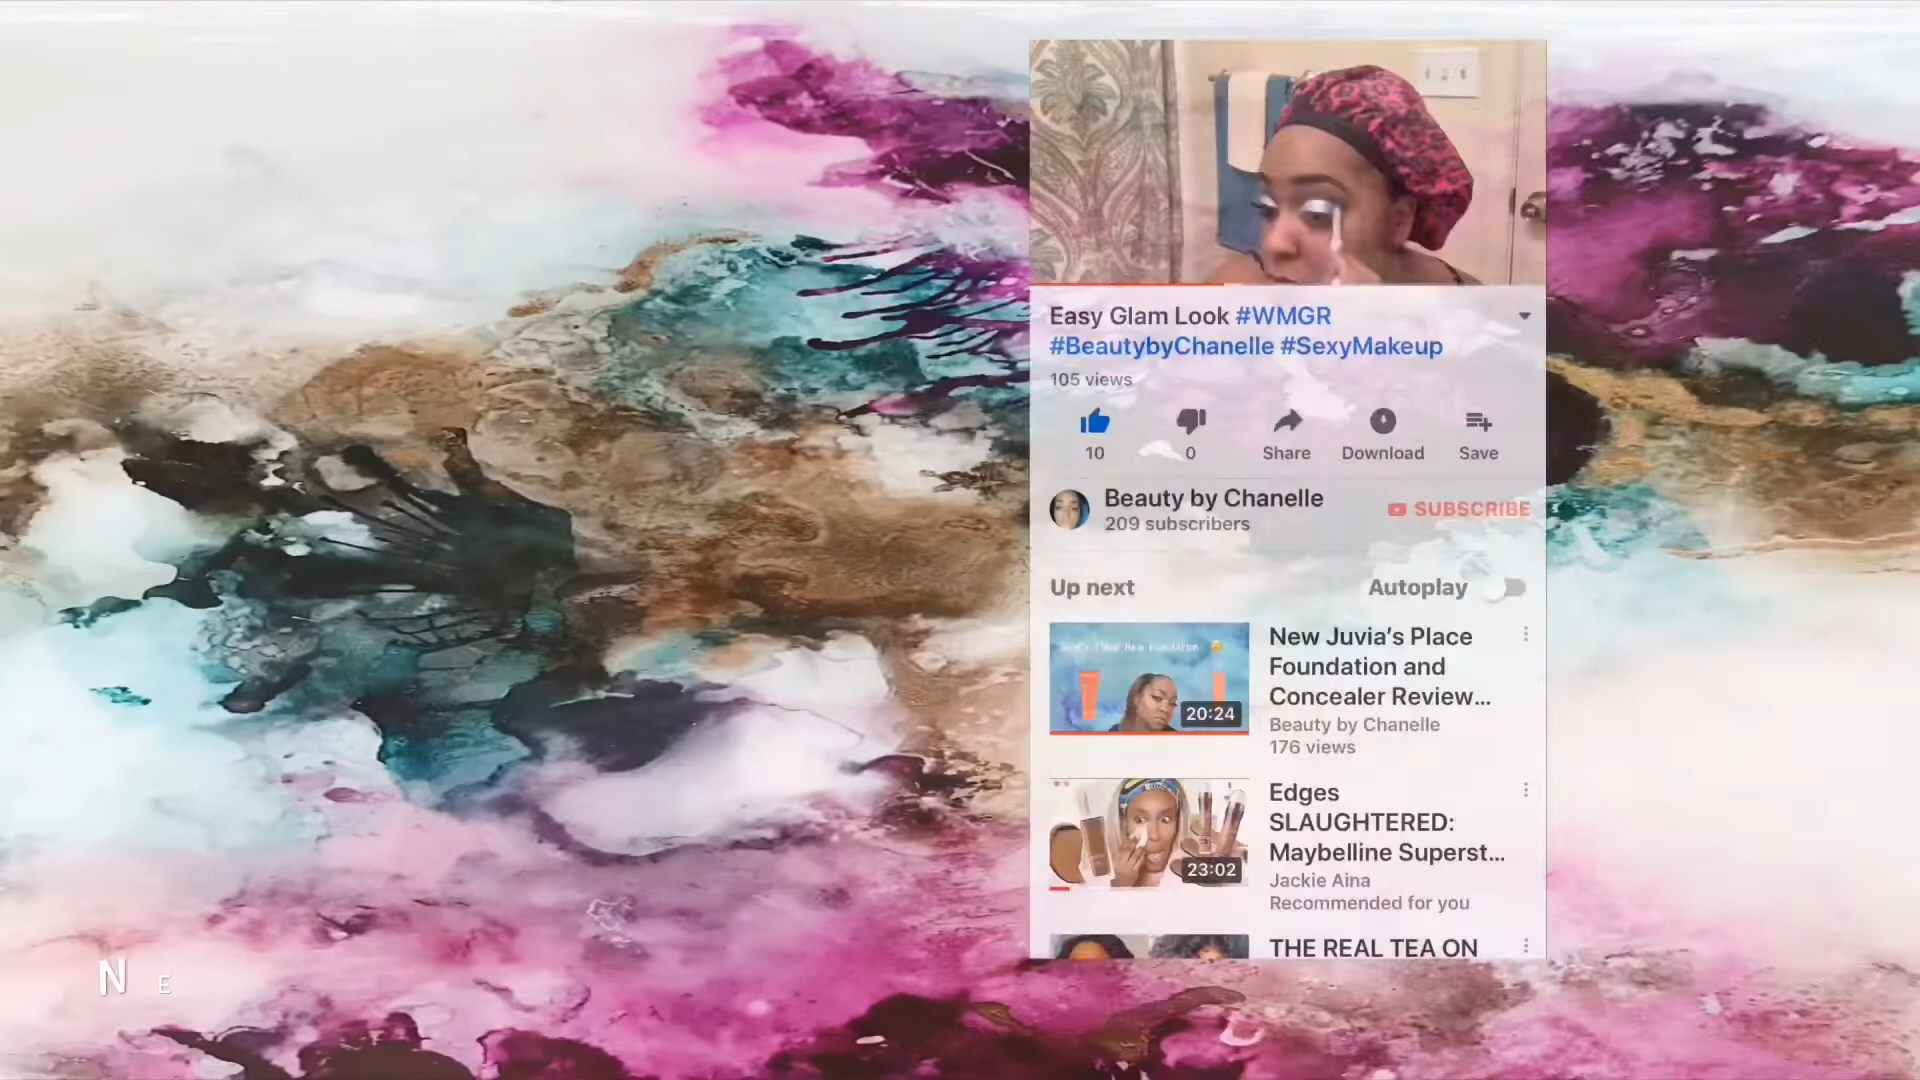 Easy Glam Look #WMGR
#BeautybyChanelle #SexyMakeup
105 views
10
0
Share
Download
Save
Beauty by Chanelle
209 subscribers
SUBSCRIBE
Up next
Autoplay
20:24
New Juvia’s Place
Foundation and
Concealer Review...
Beauty by Chanelle
176 views
23:02
Edges
SLAUGHTERED:
Maybelline Superst...
Jackie Aina
Recommended for you
THE REAL TEA ON
N E